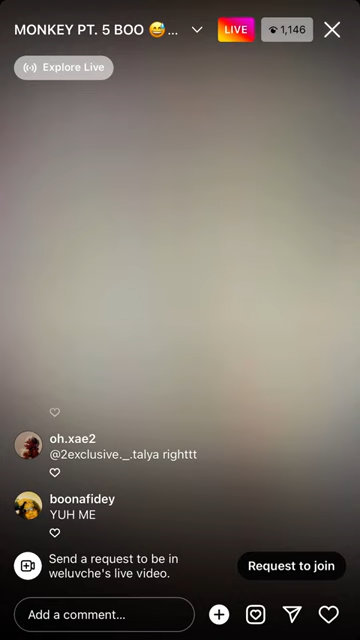 MONKEY PT. 5 BOO 😅...
LIVE
1,146
Explore Live
oh.xae2
@2exclusive._.talya righttt
boonafidey
YUH ME
Send a request to be in
weluvche's live video.
Request to join
Add a comment...